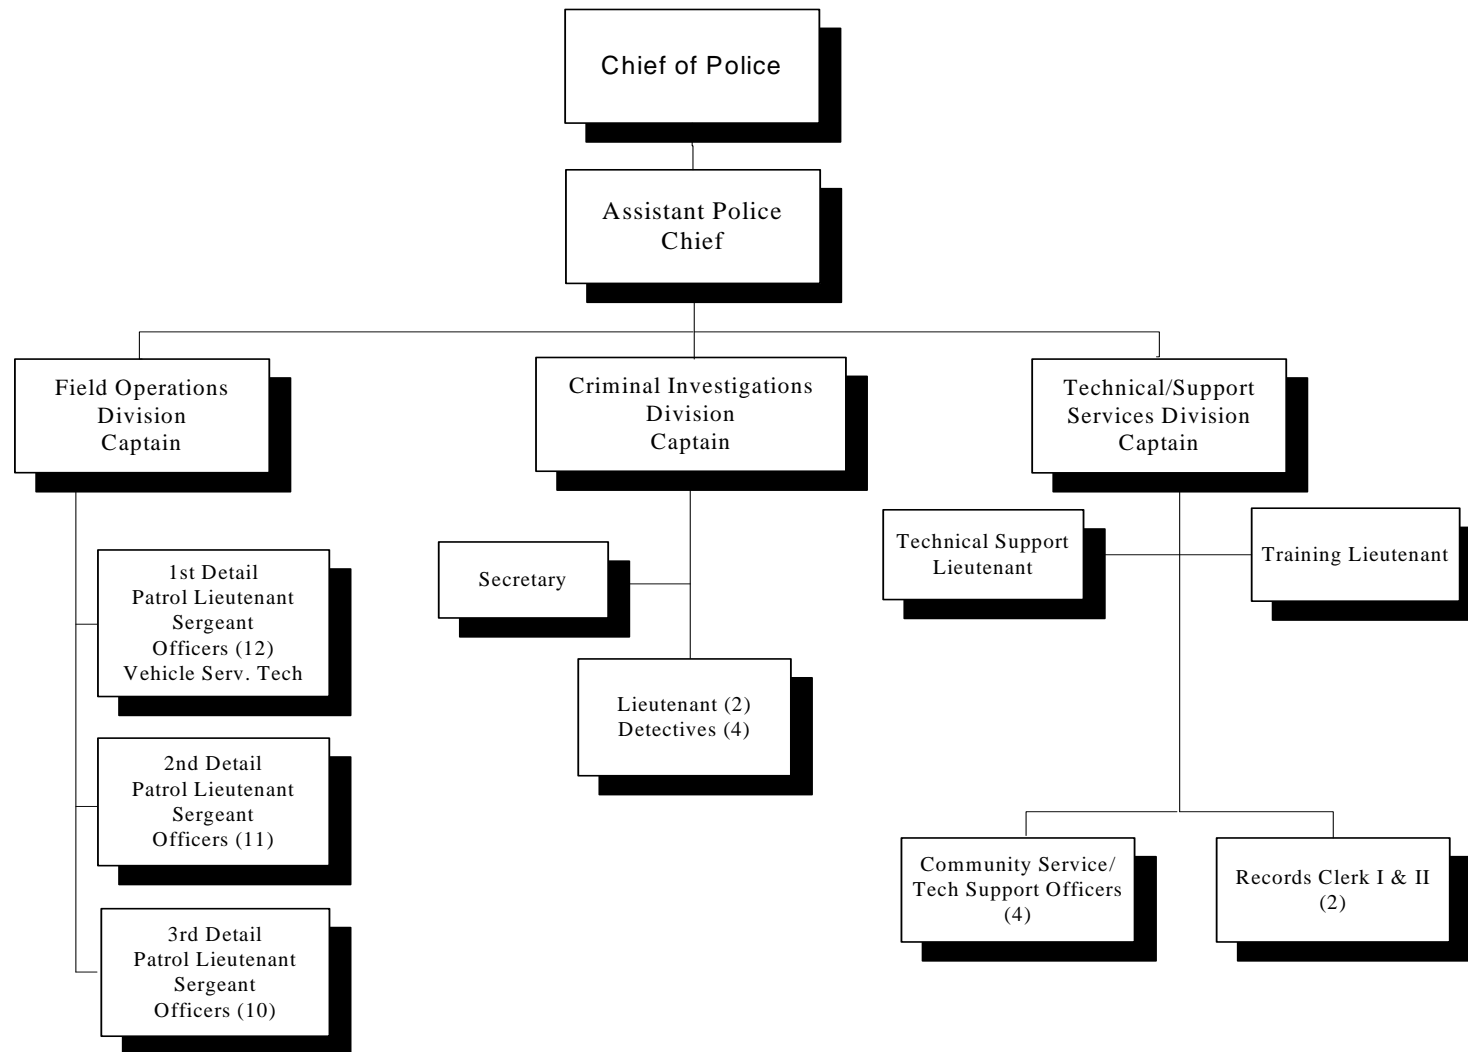 Chief of Police
Assistant Police
Chief
Field Operations
Division
Captain
Criminal Investigations
Division
Captain
Technical/Support
Services Division
Captain
1st Detail
Patrol Lieutenant
Sergeant
Officers (12)
Vehicle Serv. Tech
2nd Detail
Patrol Lieutenant
Sergeant
Officers (11)
3rd Detail
Patrol Lieutenant
Sergeant
Officers (10)
Secretary
Lieutenant (2)
Detectives (4)
Technical Support
Lieutenant
Training Lieutenant
Community Service/
Tech Support Officers
(4)
Records Clerk I & II
(2)